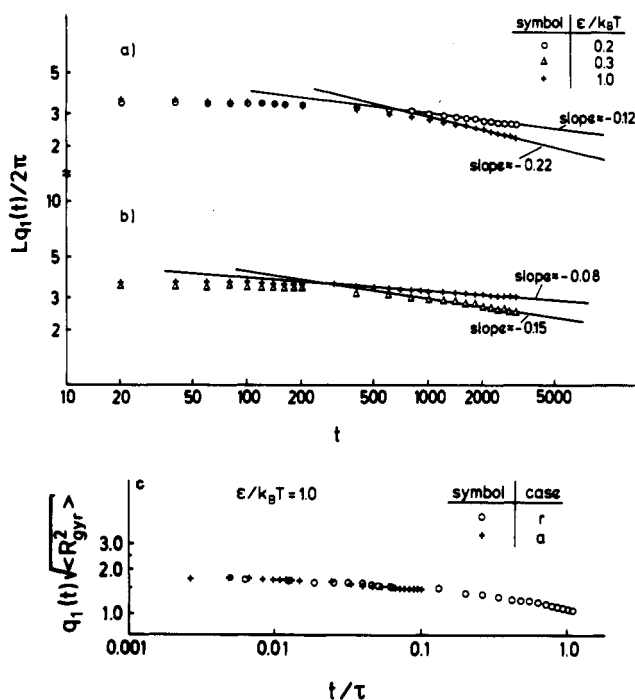 symbol ε/kBT
o 0.2
△ 0.3
+ 1.0
a)
5
3
2
slope=-0.12
slope=-0.22
Lq₁(t)/2π
10
b)
5
3
2
slope=-0.08
slope=-0.15
10 20 50 100 200 500 1000 2000 5000
t
c
ε/kBT = 1.0
symbol case
o r
+ a
q₁(t)√<R²gyr>
3.0
2.0
1.0
0.001 0.01 0.1 1.0
t/τ